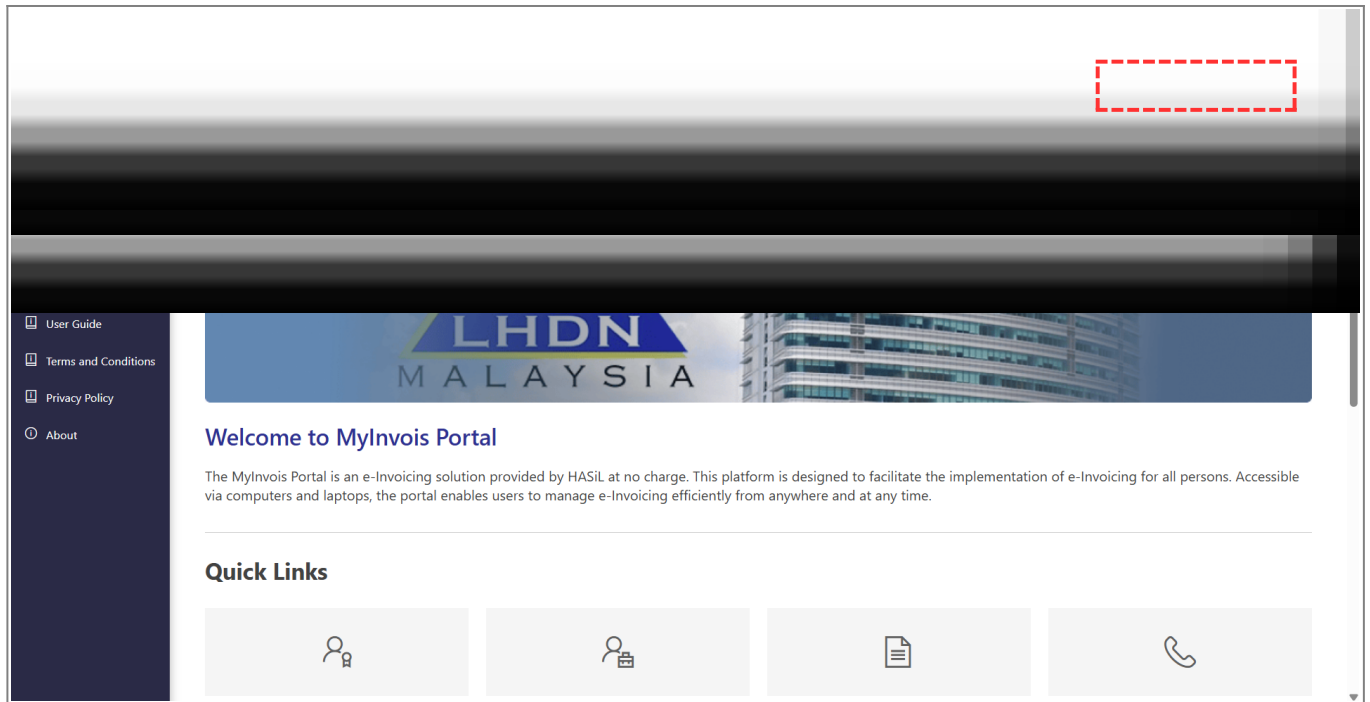 LHDN
MALAYSIA
User Guide
Terms and Conditions
Privacy Policy
About
Welcome to MyInvois Portal
The MyInvois Portal is an e-Invoicing solution provided by HASiL at no charge. This platform is designed to facilitate the implementation of e-Invoicing for all persons. Accessible
via computers and laptops, the portal enables users to manage e-Invoicing efficiently from anywhere and at any time.
Quick Links